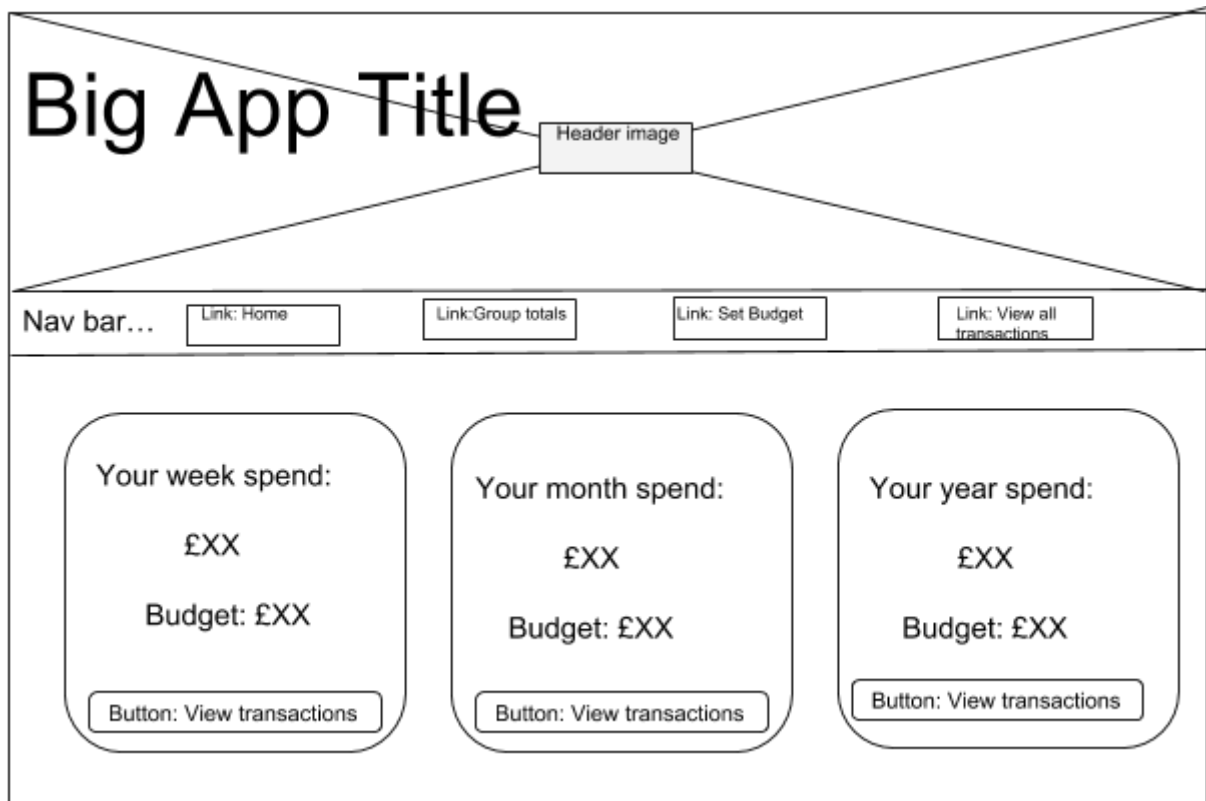 Big App Title
Header image
Nav bar...
Link: Home
Link:Group totals
Link: Set Budget
Link: View all
transactions
Your week spend:
£XX
Budget: £XX
Button: View transactions
Your month spend:
£XX
Budget: £XX
Button: View transactions
Your year spend:
£XX
Budget: £XX
Button: View transactions